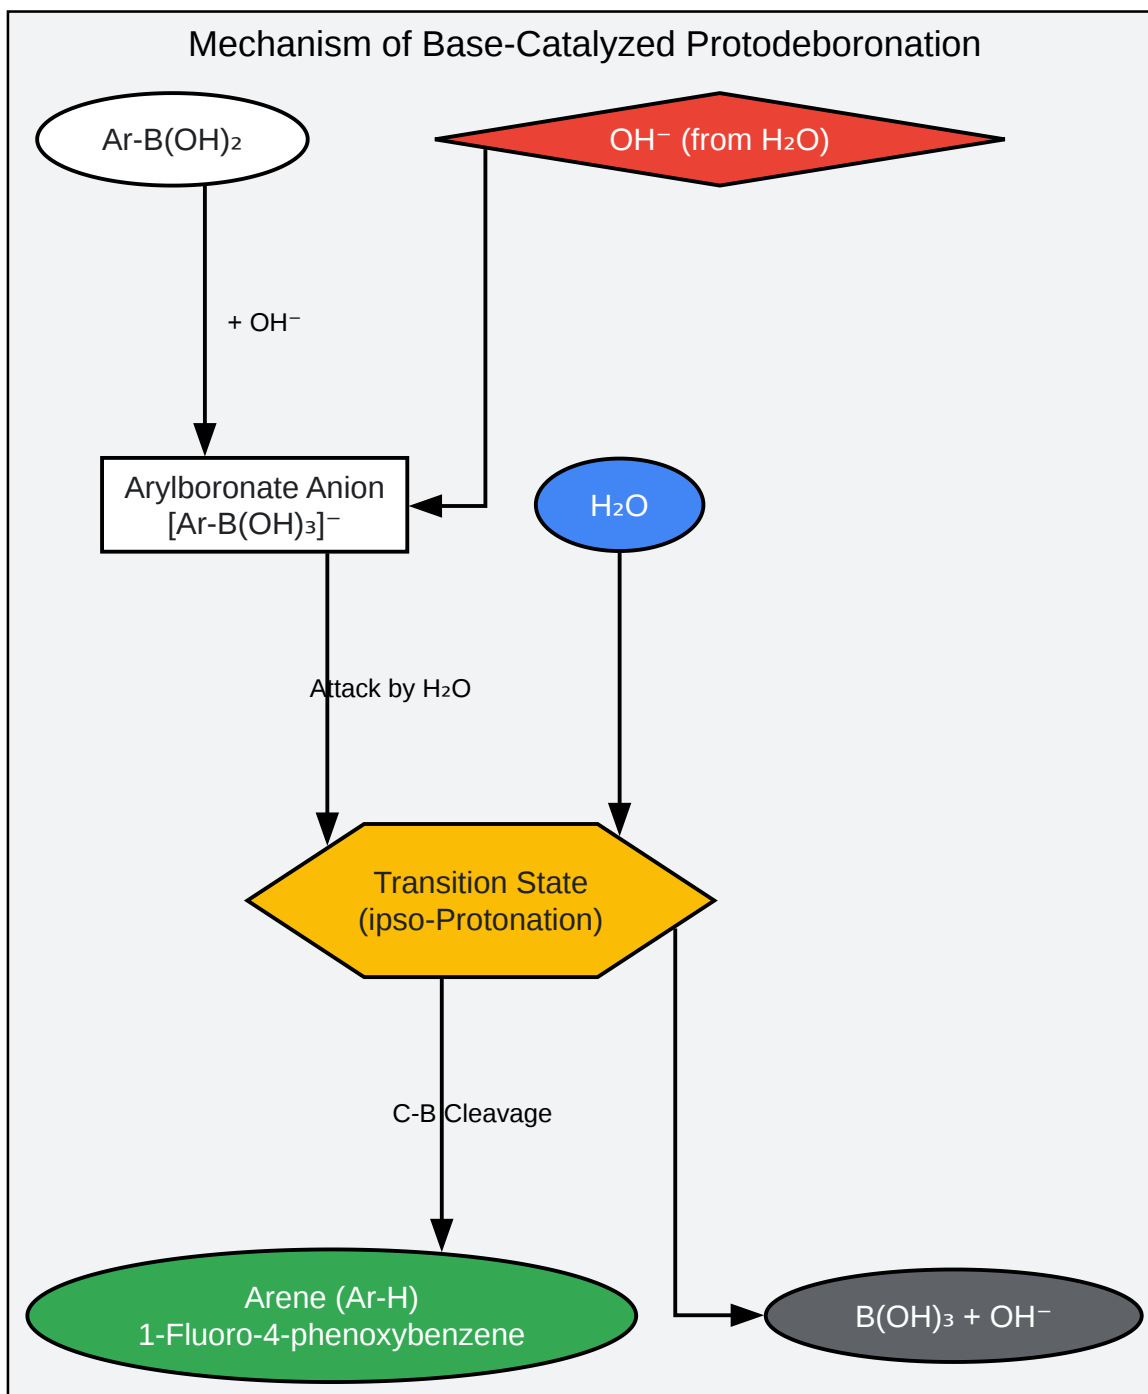 Mechanism of Base-Catalyzed Protodeboronation
Ar-B(OH)₂
OH⁻ (from H₂O)
+ OH⁻
Arylboronate Anion
[Ar-B(OH)₃]⁻
H₂O
Attack by H₂O
Transition State
(ipso-Protonation)
C-B Cleavage
Arene (Ar-H)
1-Fluoro-4-phenoxybenzene
B(OH)₃ + OH⁻